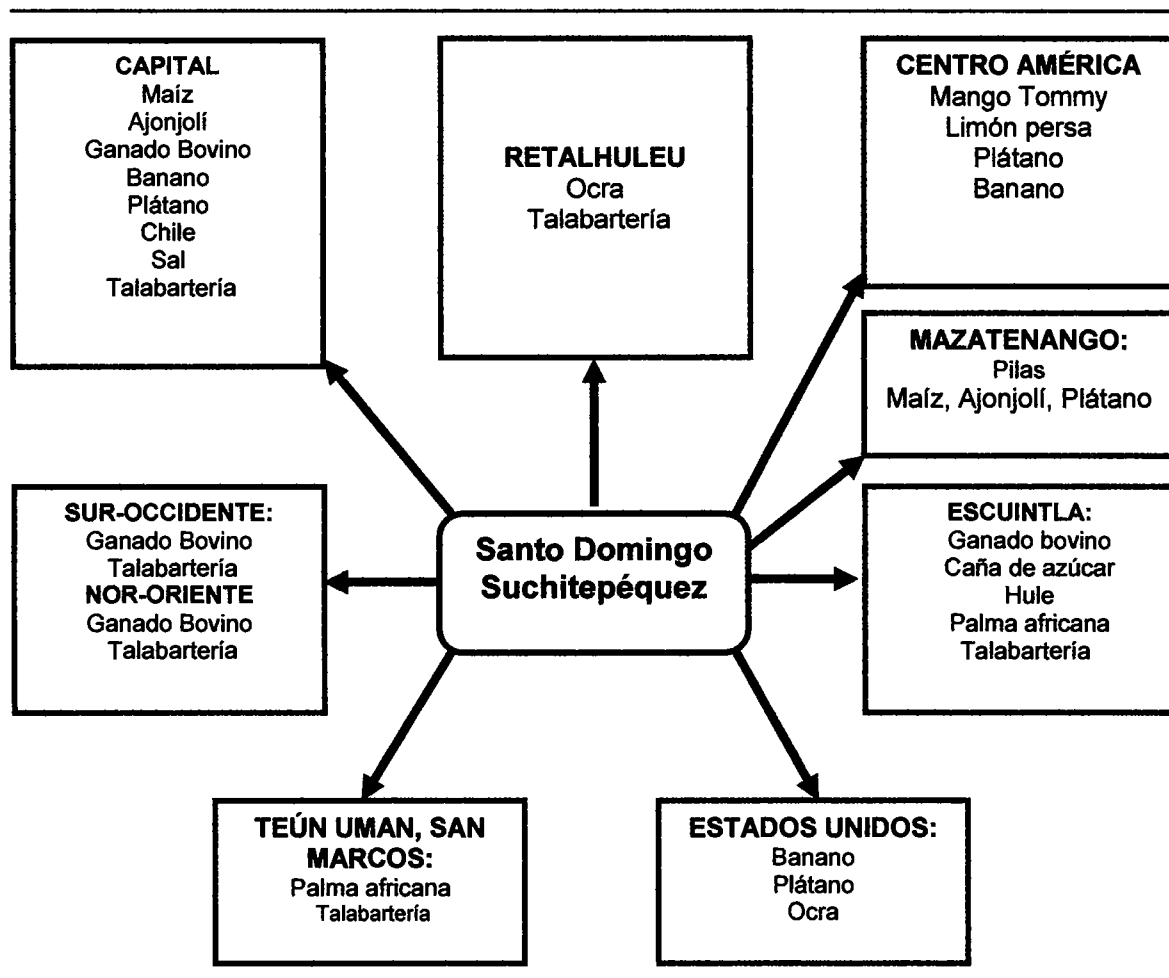 CAPITAL
Maíz
Ajonjolí
Ganado Bovino
Banano
Plátano
Chile
Sal
Talabartería
RETALHULEU
Ocra
Talabartería
CENTRO AMÉRICA
Mango Tommy
Limón persa
Plátano
Banano
MAZATENANGO:
Pilas
Maíz, Ajonjolí, Plátano
SUR-OCCIDENTE:
Ganado Bovino
Talabartería
NOR-ORIENTE
Ganado Bovino
Talabartería
Santo Domingo
Suchitepéquez
ESCUINTLA:
Ganado bovino
Caña de azúcar
Hule
Palma africana
Talabartería
TEÚN UMAN, SAN
MARCOS:
Palma africana
Talabartería
ESTADOS UNIDOS:
Banano
Plátano
Ocra